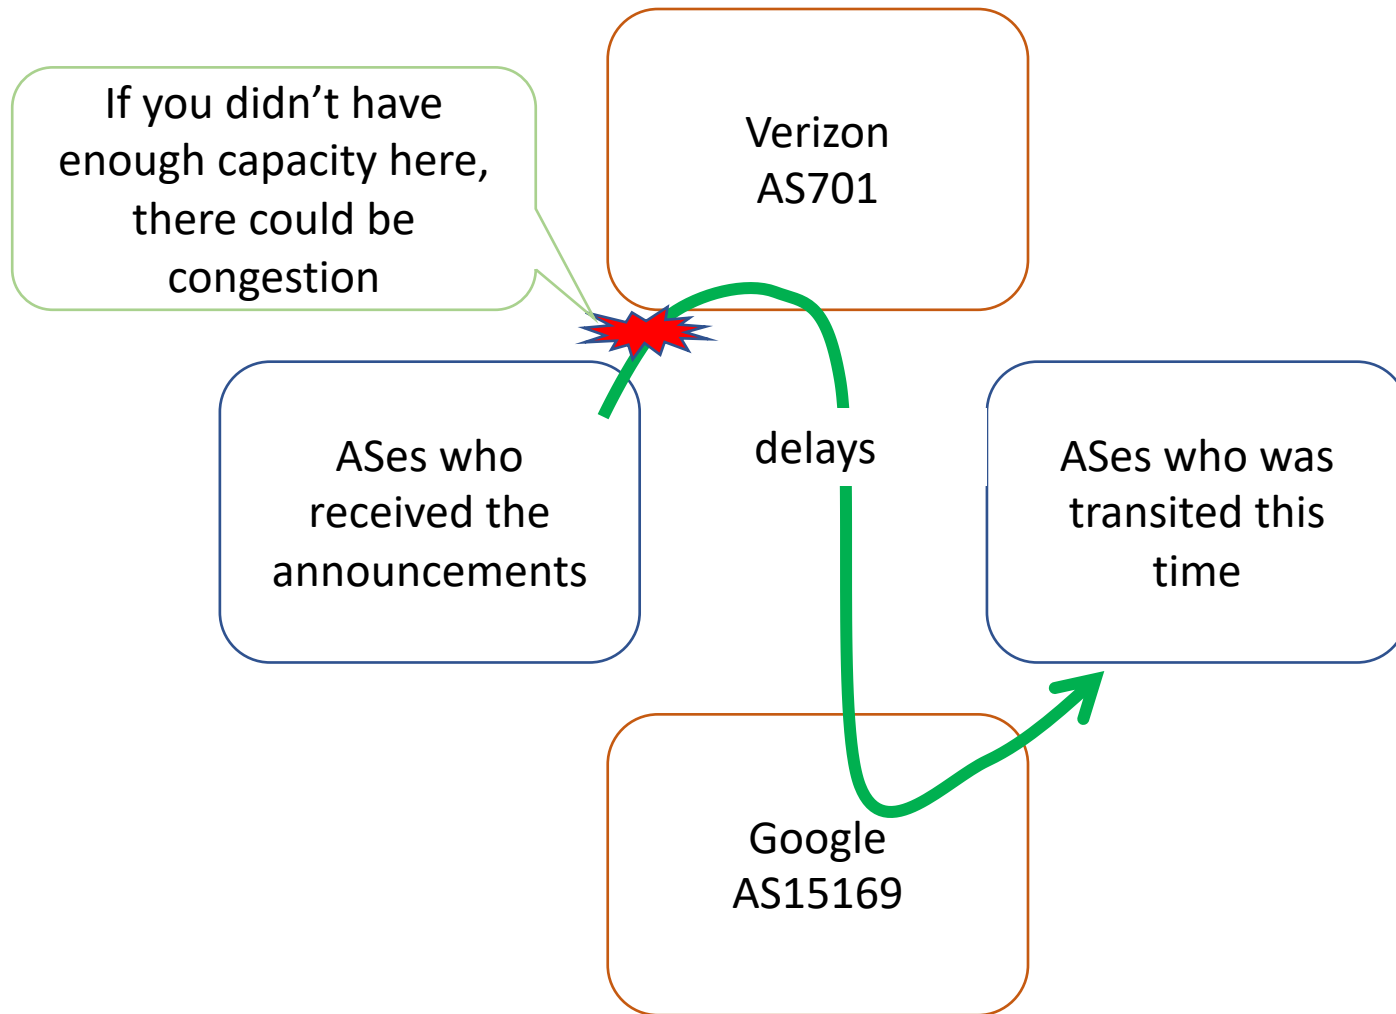 If you didn’t have
enough capacity here,
there could be
congestion
Verizon
AS701
ASes who
received the
announcements
delays
ASes who was
transited this
time
Google
AS15169